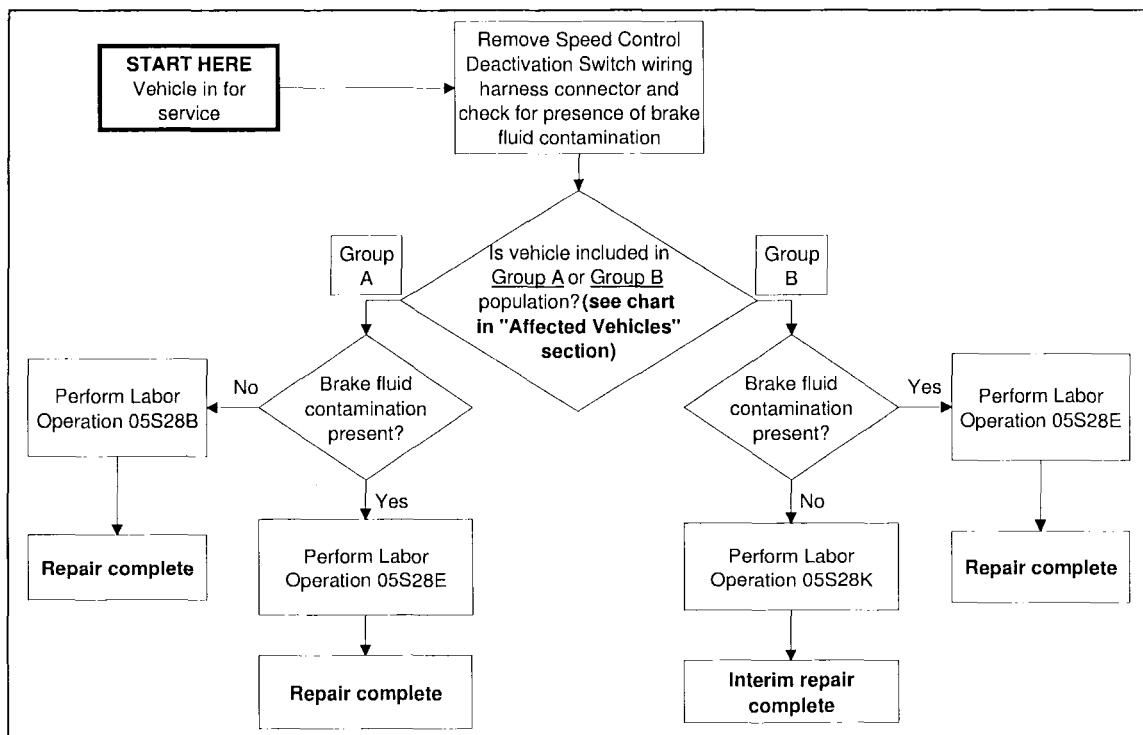 START HERE
Vehicle in for
service
Remove Speed Control
Deactivation Switch wiring
harness connector and
check for presence of brake
fluid contamination
Group
A
Is vehicle included in
Group A or Group B
population?(see chart
in "Affected Vehicles"
section)
Group
B
No
Perform Labor
Operation 05S28B
Brake fluid
contamination
present?
Brake fluid
contamination
present?
Yes
Perform Labor
Operation 05S28E
Yes
No
Repair complete
Perform Labor
Operation 05S28E
Perform Labor
Operation 05S28K
Repair complete
Repair complete
Interim repair
complete